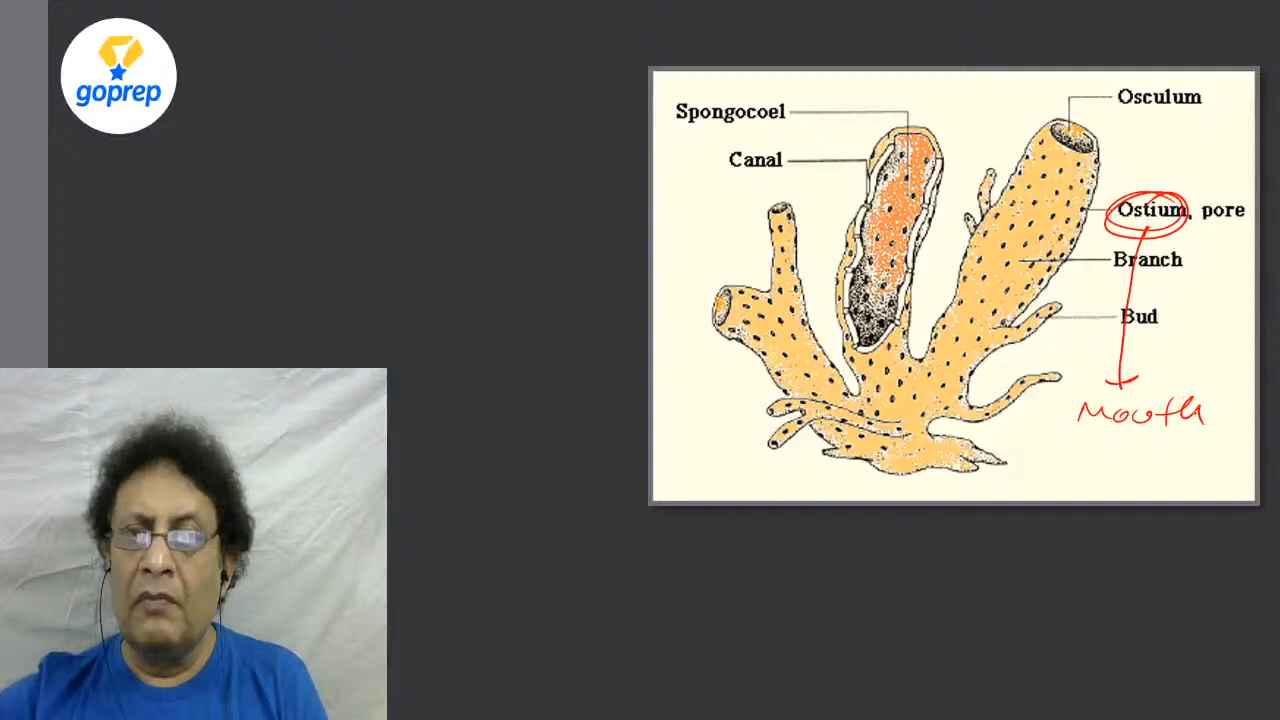 goprep
Spongocoel
Canal
Osculum
Ostium, pore
Branch
Bud
Mouth